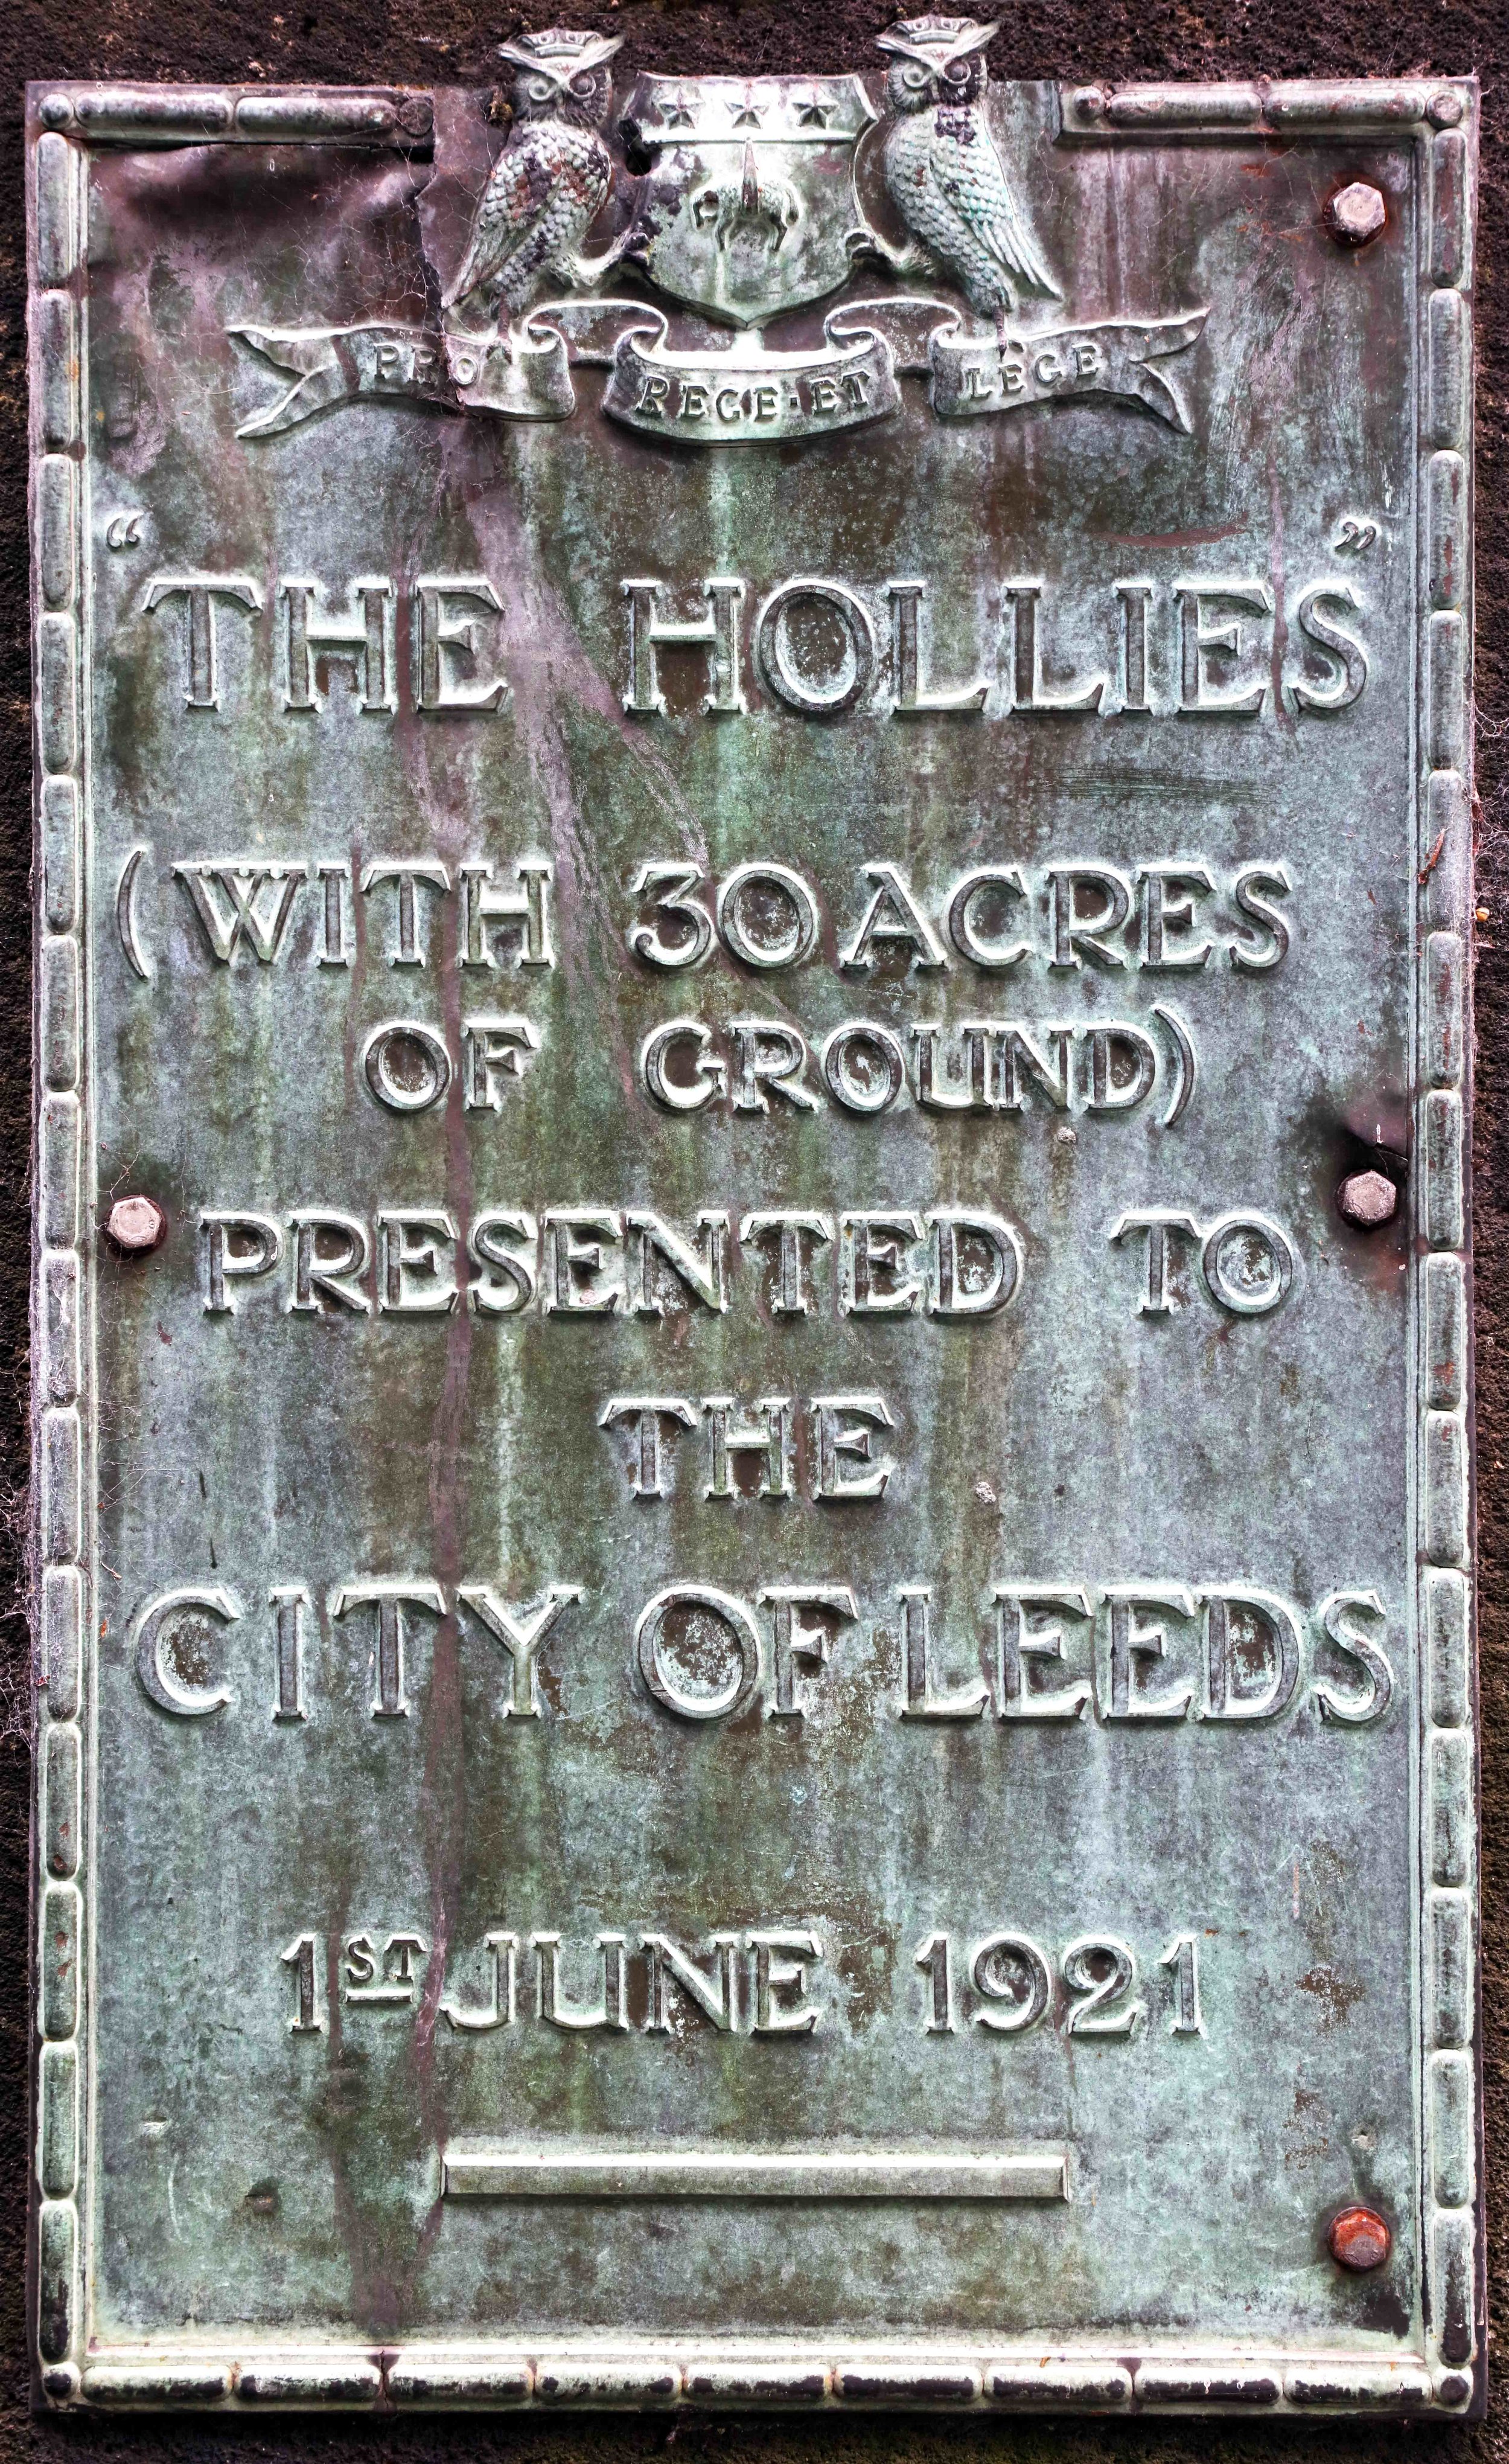 PRO REGE·ET LEGE
“THE HOLLIES”
(WITH 30 ACRES
OF GROUND)
PRESENTED TO
THE
CITY OF LEEDS
1ST JUNE 1921